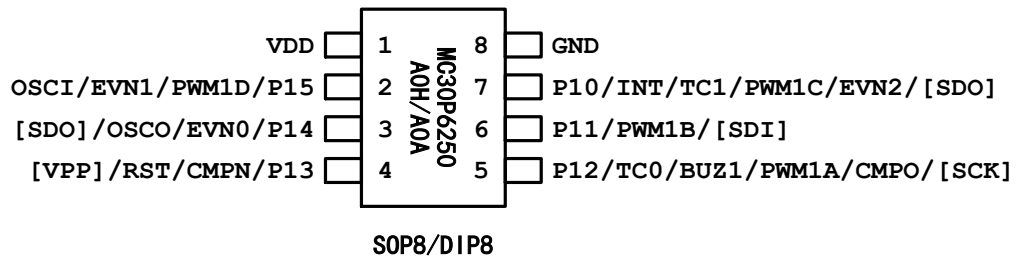 VDD 1 8 GND
OSCI/EVN1/PWM1D/P15 2 7 P10/INT/TC1/PWM1C/EVN2/[SDO]
[SDO]/OSCO/EVN0/P14 3 6 P11/PWM1B/[SDI]
[VPP]/RST/CMPN/P13 4 5 P12/TC0/BUZ1/PWM1A/CMPO/[SCK]
MC30P6250
A0H/A0A
SOP8/DIP8